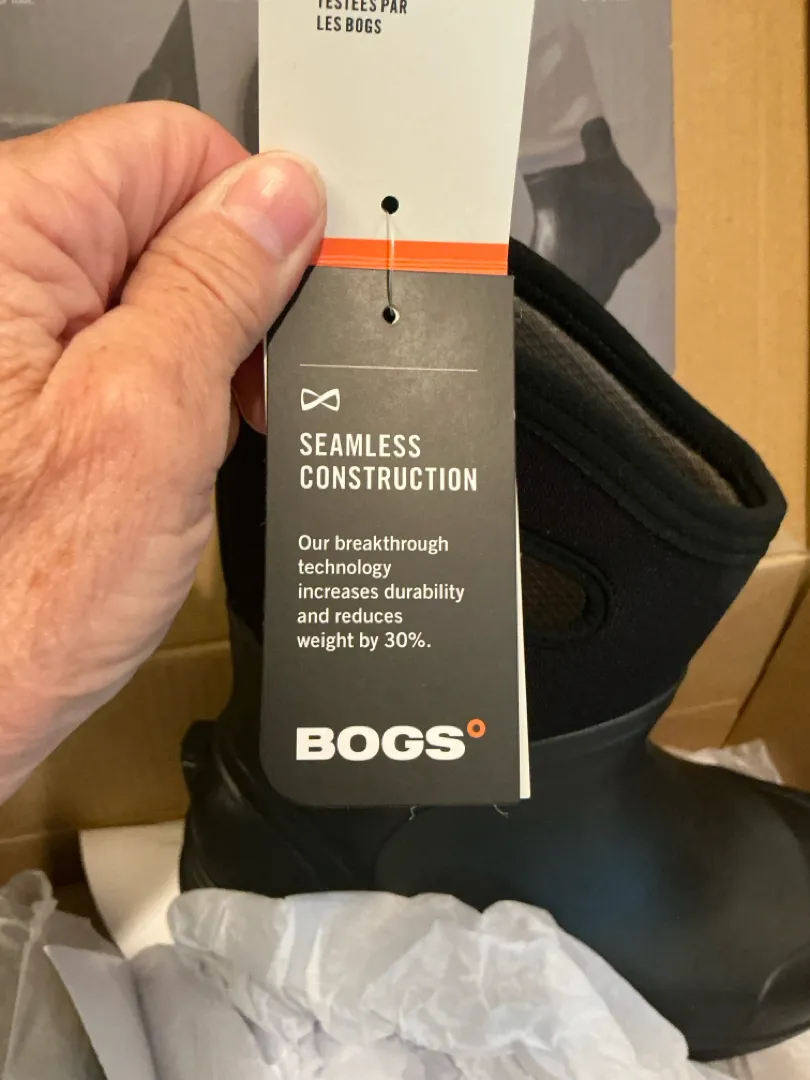 TESTÉES PAR
LES BOGS
SEAMLESS
CONSTRUCTION
Our breakthrough
technology
increases durability
and reduces
weight by 30%.
BOGS